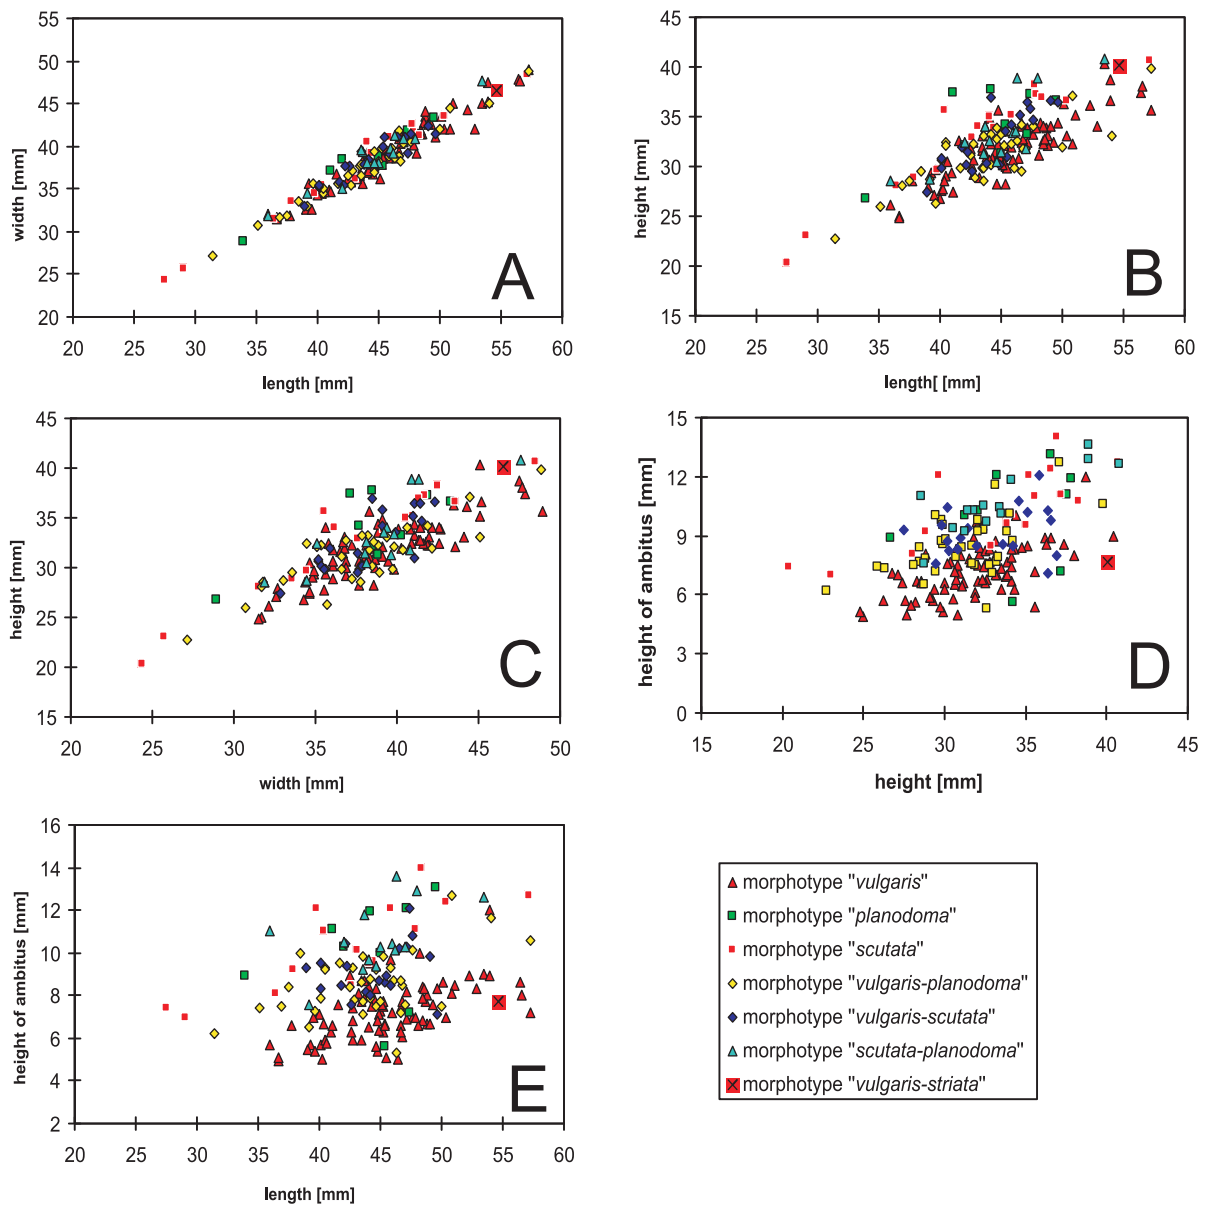 55
50
45
40
35
30
25
20
width [mm]
A
20 25 30 35 40 45 50 55 60
length [mm]
45
40
35
30
25
20
15
height [mm]
B
20 25 30 35 40 45 50 55 60
length[ [mm]
45
40
35
30
25
20
15
height [mm]
C
20 25 30 35 40 45 50
width [mm]
15
12
9
6
3
0
height of ambitus [mm]
D
15 20 25 30 35 40 45
height [mm]
16
14
12
10
8
6
4
2
height of ambitus [mm]
E
20 25 30 35 40 45 50 55 60
length [mm]
morphotype "vulgaris"
morphotype "planodoma"
morphotype "scutata"
morphotype "vulgaris-planodoma"
morphotype "vulgaris-scutata"
morphotype "scutata-planodoma"
morphotype "vulgaris-striata"